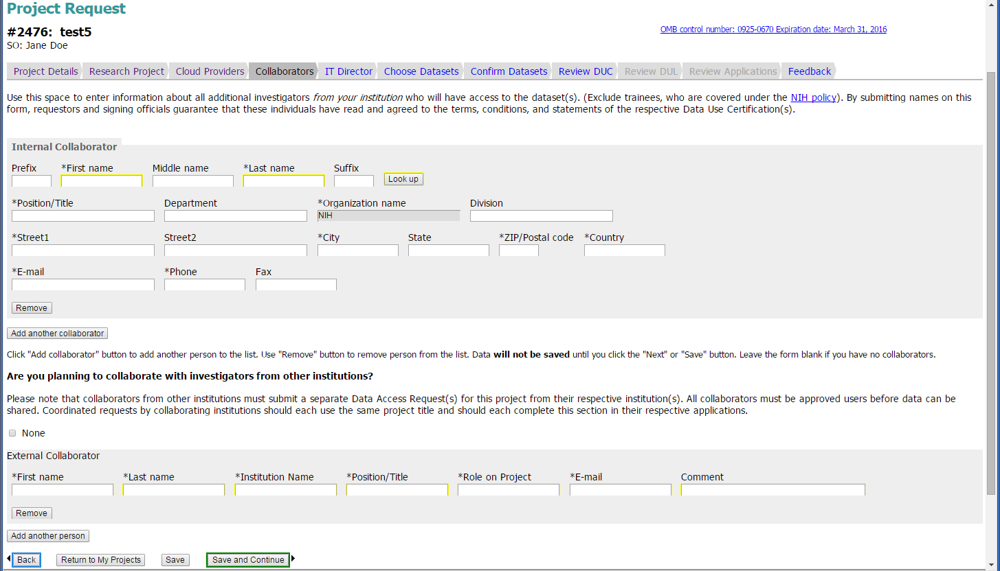 Project Request
#2476: test5
OMB control number: 0925-0670 Expiration date: March 31, 2016
SO: Jane Doe
Project Details Research Project Cloud Providers Collaborators IT Director Choose Datasets Confirm Datasets Review DUC Review DUL Review Applications Feedback
Use this space to enter information about all additional investigators from your institution who will have access to the dataset(s). (Exclude trainees, who are covered under the NIH policy). By submitting names on this
form, requestors and signing officials guarantee that these individuals have read and agreed to the terms, conditions, and statements of the respective Data Use Certification(s).
Internal Collaborator
Prefix *First name Middle name *Last name Suffix
Look up
*Position/Title Department *Organization name Division
NIH
*Street1 Street2 *City State *ZIP/Postal code *Country
*E-mail *Phone Fax
Remove
Add another collaborator
Click "Add collaborator" button to add another person to the list. Use "Remove" button to remove person from the list. Data will not be saved until you click the "Next" or "Save" button. Leave the form blank if you have no collaborators.
Are you planning to collaborate with investigators from other institutions?
Please note that collaborators from other institutions must submit a separate Data Access Request(s) for this project from their respective institution(s). All collaborators must be approved users before data can be
shared. Coordinated requests by collaborating institutions should each use the same project title and should each complete this section in their respective applications.
None
External Collaborator
*First name *Last name *Institution Name *Position/Title *Role on Project *E-mail Comment
Remove
Add another person
Back Return to My Projects Save Save and Continue